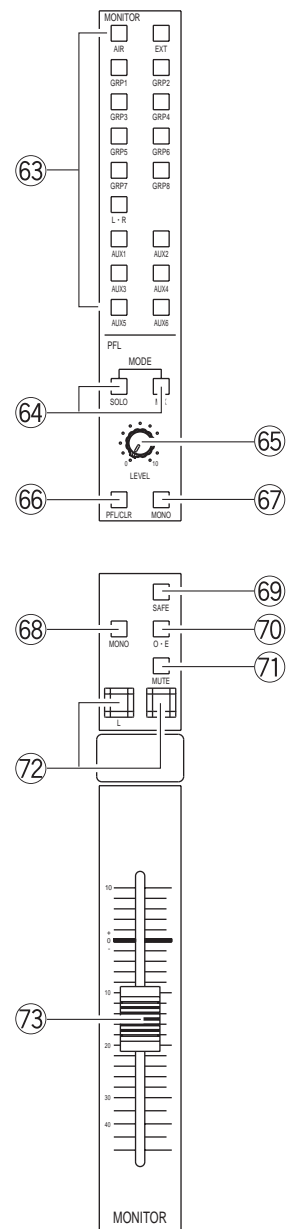 MONITOR
AIR EXT
GRP1 GRP2
GRP3 GRP4
63
GRP5 GRP6
GRP7 GRP8
L・R
AUX1 AUX2
AUX3 AUX4
AUX5 AUX6
PFL
MODE
64
SOLO
65
0 10
LEVEL
66 67
PFL/CLR MONO
69
SAFE
68 70
MONO O・E
71
MUTE
72
L
10
+
0
-
10
73
20
30
40
MONITOR